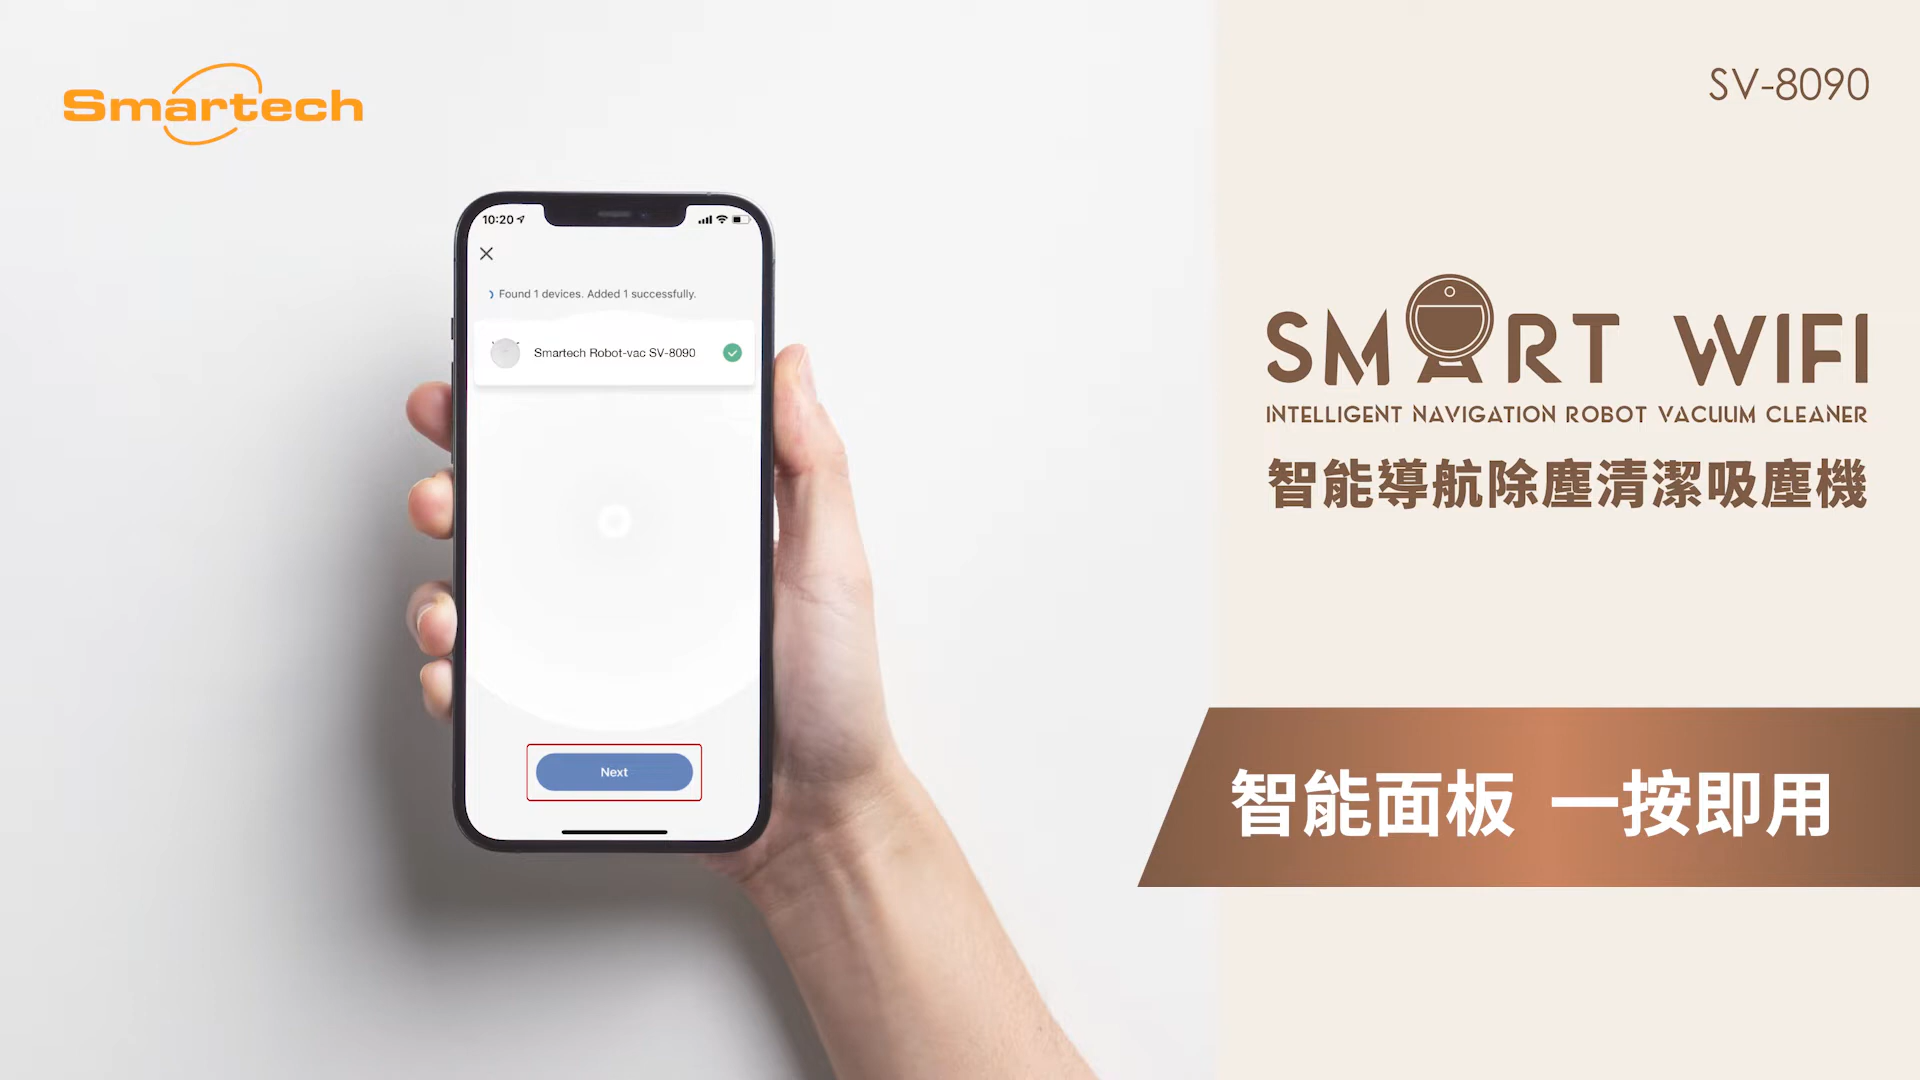 Smartech
SV-8090
10:20
Found 1 devices. Added 1 successfully.
Smartech Robot-vac SV-8090
Next
SMART WIFI
INTELLIGENT NAVIGATION ROBOT VACUUM CLEANER
智能導航除塵清潔吸塵機
智能面板 一按即用